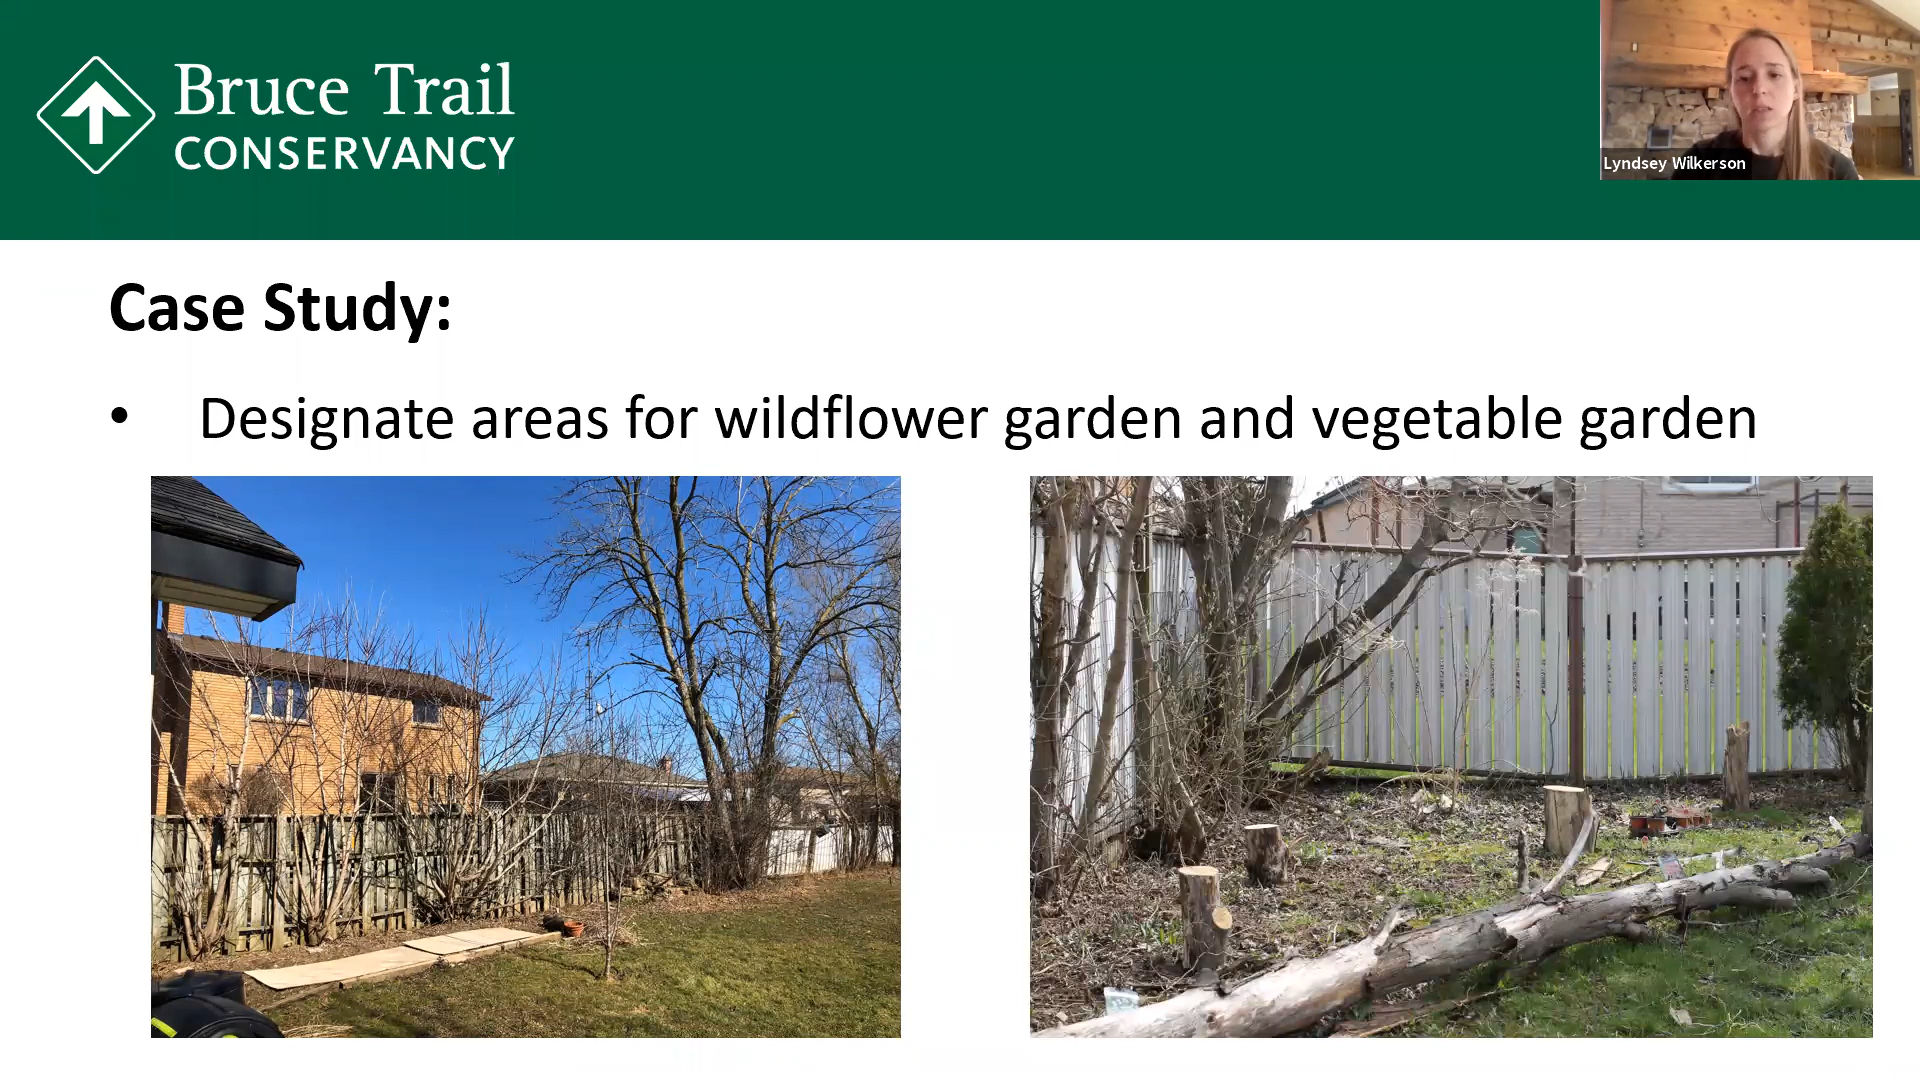 Bruce Trail
CONSERVANCY
Lyndsey Wilkerson
Case Study:
• Designate areas for wildflower garden and vegetable garden